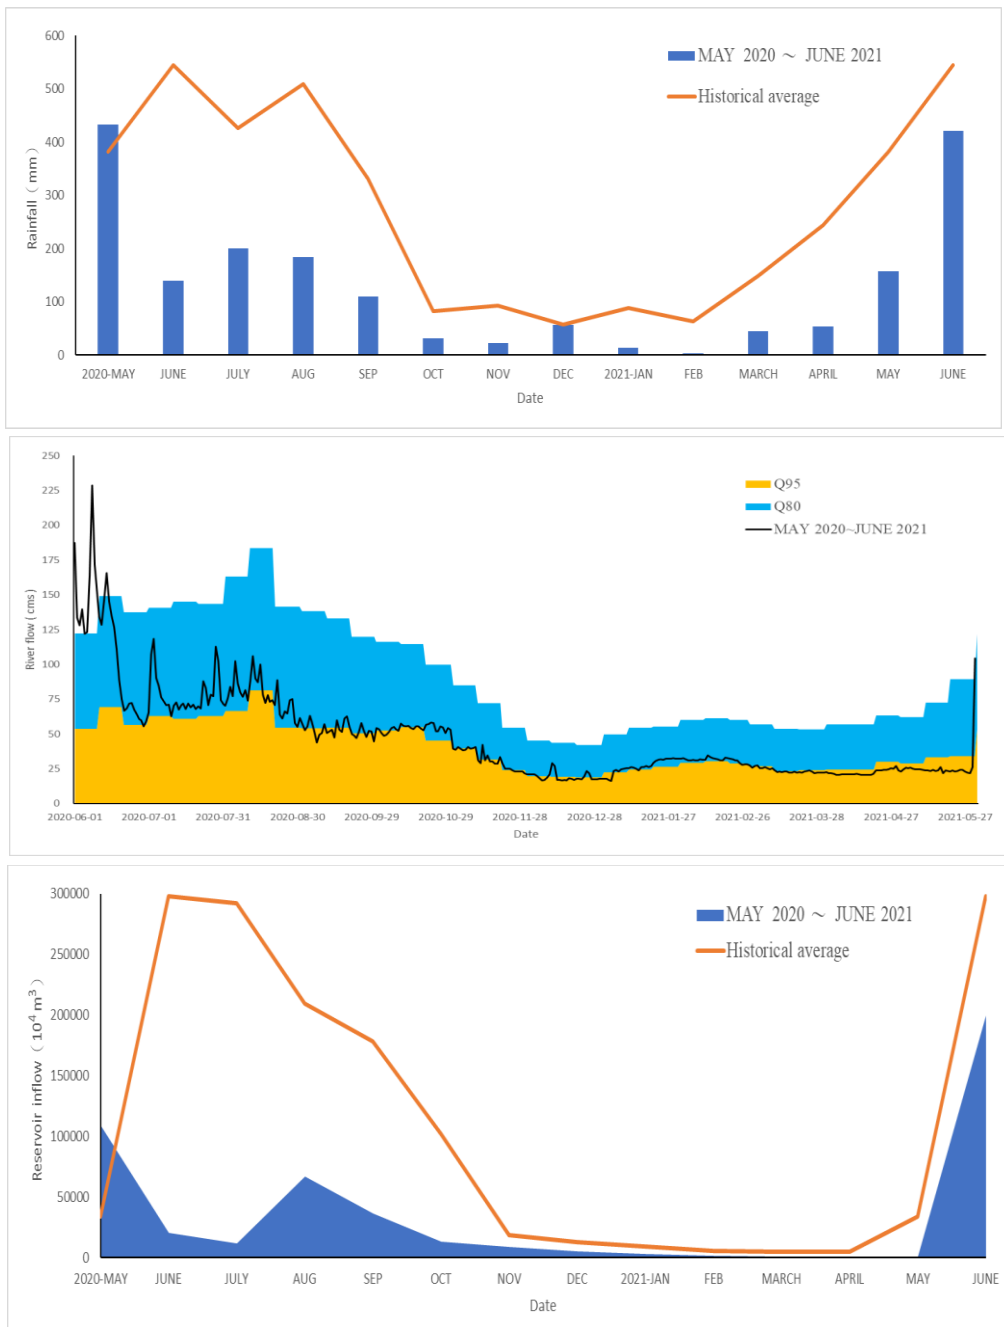 600
500
400
300
200
100
0
Rainfall（mm）
MAY 2020 ～ JUNE 2021
Historical average
2020-MAY JUNE JULY AUG SEP OCT NOV DEC 2021-JAN FEB MARCH APRIL MAY JUNE
Date
250
225
200
175
150
125
100
75
50
25
0
River flow ( cms)
Q95
Q80
MAY 2020~JUNE 2021
2020-06-01 2020-07-01 2020-07-31 2020-08-30 2020-09-29 2020-10-29 2020-11-28 2020-12-28 2021-01-27 2021-02-26 2021-03-28 2021-04-27 2021-05-27
Date
300000
250000
200000
150000
100000
50000
0
Reservoir inflow（10⁴ m³）
MAY 2020 ～ JUNE 2021
Historical average
2020-MAY JUNE JULY AUG SEP OCT NOV DEC 2021-JAN FEB MARCH APRIL MAY JUNE
Date